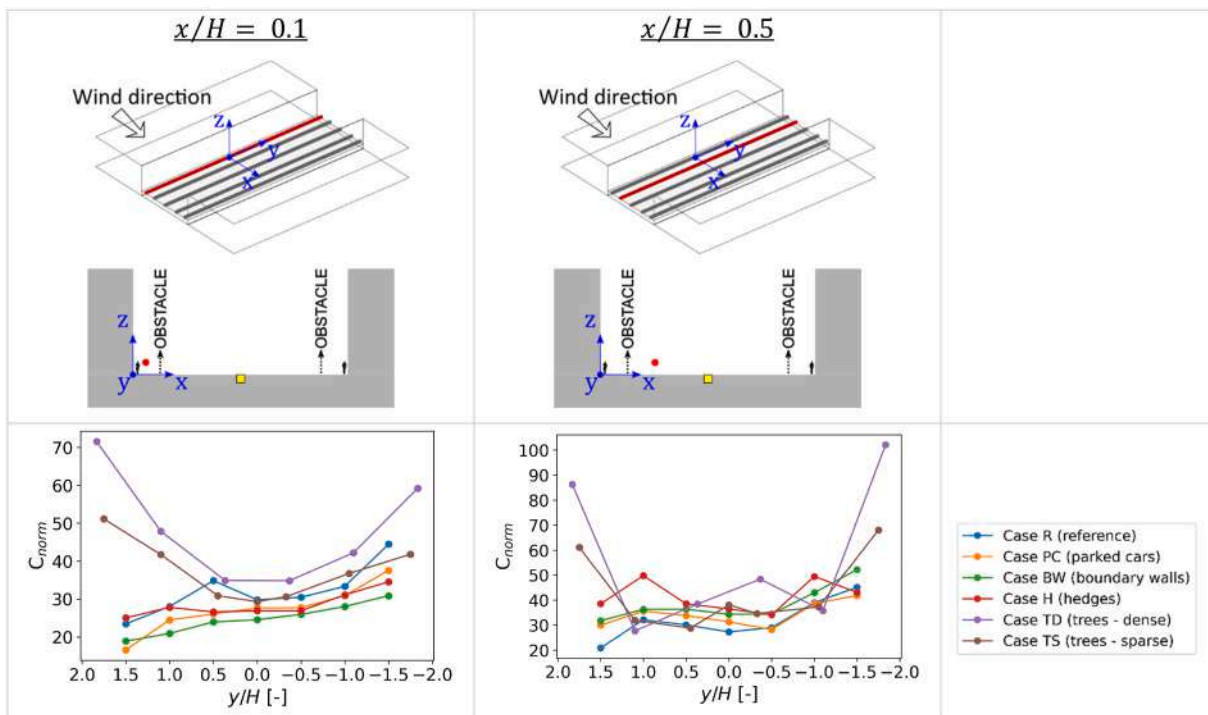 x/H = 0.1
x/H = 0.5
Wind direction
z
y
x
Wind direction
z
y
x
OBSTACLE
OBSTACLE
z
y
x
OBSTACLE
OBSTACLE
z
y
x
70
60
50
40
30
20
C_norm
2.0 1.5 1.0 0.5 0.0 −0.5 −1.0 −1.5 −2.0
y/H [-]
100
90
80
70
60
50
40
30
20
C_norm
2.0 1.5 1.0 0.5 0.0 −0.5 −1.0 −1.5 −2.0
y/H [-]
Case R (reference)
Case PC (parked cars)
Case BW (boundary walls)
Case H (hedges)
Case TD (trees - dense)
Case TS (trees - sparse)